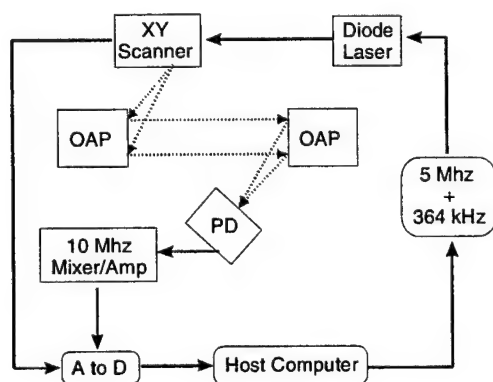 XY
Scanner
Diode
Laser
OAP
OAP
5 Mhz
+
364 kHz
PD
10 Mhz
Mixer/Amp
A to D
Host Computer